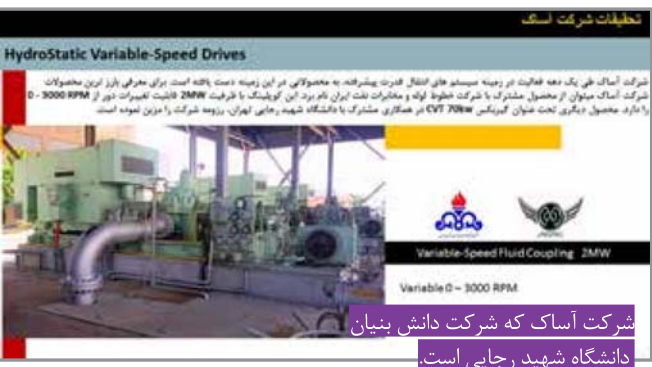 تحقیقات شرکت آساک
HydroStatic Variable-Speed Drives
شرکت آساک طی یک دهه فعالیت در زمینه سیستم های انتقال قدرت پیشرفته، به محصولاتی در این زمینه دست یافته است. برای معرفی بارز ترین محصولات
شرکت آساک میتوان از محصول مشترک با شرکت خطوط لوله و مخابرات نفت ایران نام برد. این کوپلینگ با ظرفیت 2MW قابلیت تغییرات دور از 0 - 3000 RPM
را دارد. محصول دیگری تحت عنوان گیربکس CVT 70kw در همکاری مشترک با دانشگاه شهید رجایی تهران، رزومه شرکت را مزین نموده است.
Variable-Speed Fluid Coupling 2MW
Variable 0 – 3000 RPM
شرکت آساک که شرکت دانش بنیان
دانشگاه شهید رجایی است.